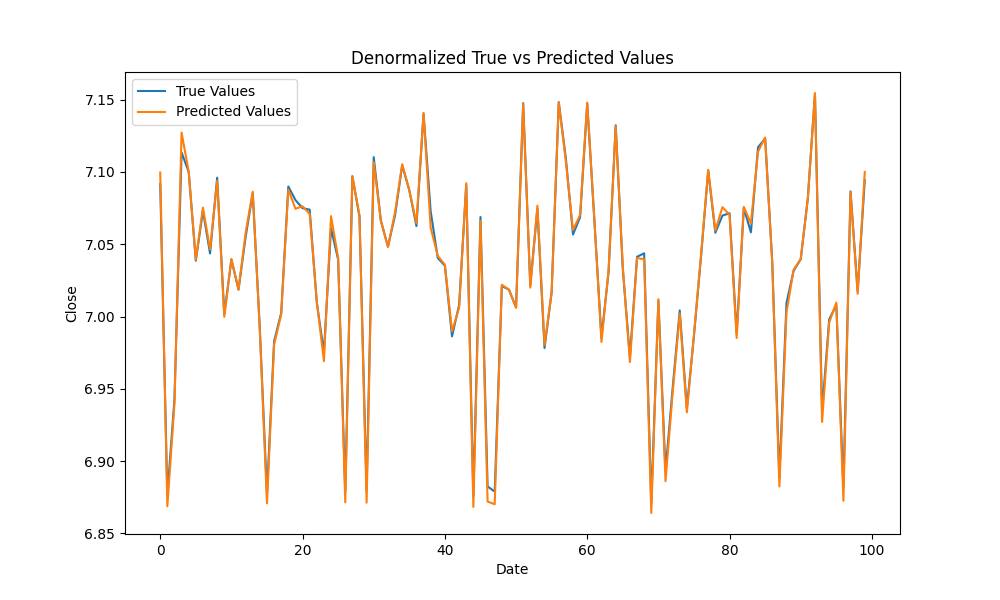 Denormalized True vs Predicted Values
True Values
Predicted Values
Close
7.15
7.10
7.05
7.00
6.95
6.90
6.85
0 20 40 60 80 100
Date